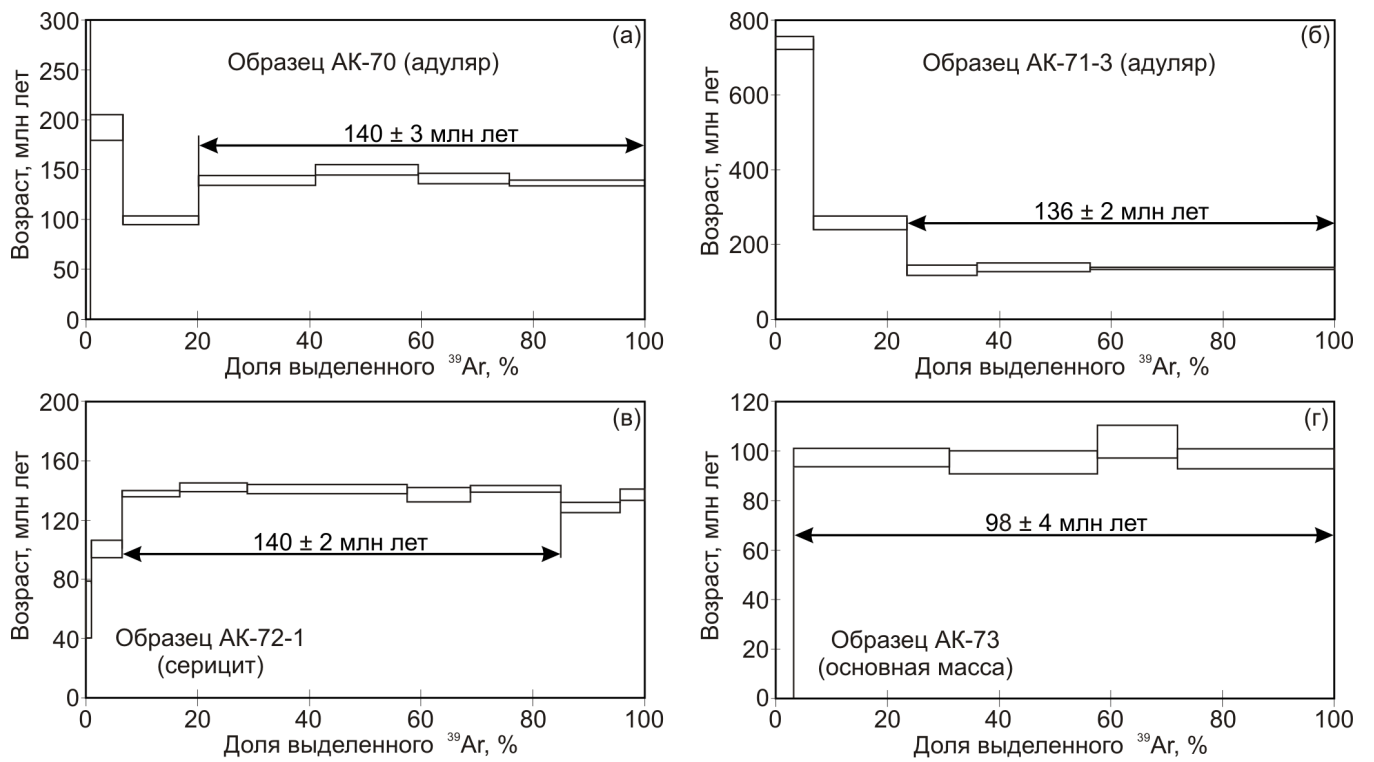 (а)
Образец АК-70 (адуляр)
140 ± 3 млн лет
Возраст, млн лет
300
250
200
150
100
50
0
0 20 40 60 80 100
Доля выделенного ³⁹Ar, %
(б)
Образец АК-71-3 (адуляр)
136 ± 2 млн лет
Возраст, млн лет
800
600
400
200
0
0 20 40 60 80 100
Доля выделенного ³⁹Ar, %
(в)
140 ± 2 млн лет
Образец АК-72-1
(серицит)
Возраст, млн лет
200
160
120
80
40
0
0 20 40 60 80 100
Доля выделенного ³⁹Ar, %
(г)
98 ± 4 млн лет
Образец АК-73
(основная масса)
Возраст, млн лет
120
100
80
60
40
20
0
0 20 40 60 80 100
Доля выделенного ³⁹Ar, %